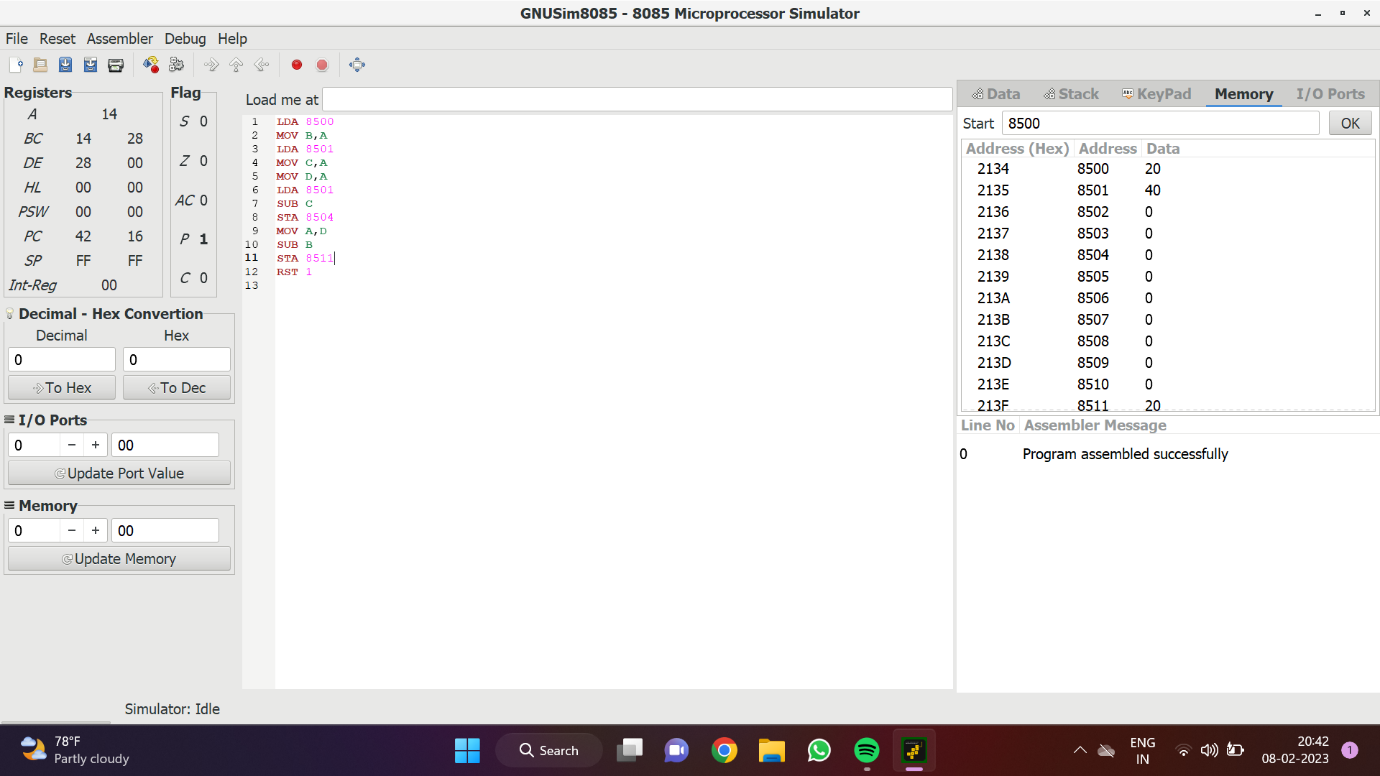 GNUSim8085 - 8085 Microprocessor Simulator
File Reset Assembler Debug Help
Registers
A 14
BC 14 28
DE 28 00
HL 00 00
PSW 00 00
PC 42 16
SP FF FF
Int-Reg 00
Flag
S 0
Z 0
AC 0
P 1
C 0
Decimal - Hex Convertion
Decimal Hex
0 0
To Hex To Dec
I/O Ports
0 - + 00
Update Port Value
Memory
0 - + 00
Update Memory
Load me at
1 LDA 8500
2 MOV B,A
3 LDA 8501
4 MOV C,A
5 MOV D,A
6 LDA 8501
7 SUB C
8 STA 8504
9 MOV A,D
10 SUB B
11 STA 8511
12 RST 1
13
Data Stack KeyPad Memory I/O Ports
Start 8500 OK
Address (Hex) Address Data
2134 8500 20
2135 8501 40
2136 8502 0
2137 8503 0
2138 8504 0
2139 8505 0
213A 8506 0
213B 8507 0
213C 8508 0
213D 8509 0
213E 8510 0
213F 8511 20
Line No Assembler Message
0 Program assembled successfully
Simulator: Idle
78°F
Partly cloudy
Search
ENG
IN
20:42
08-02-2023
1